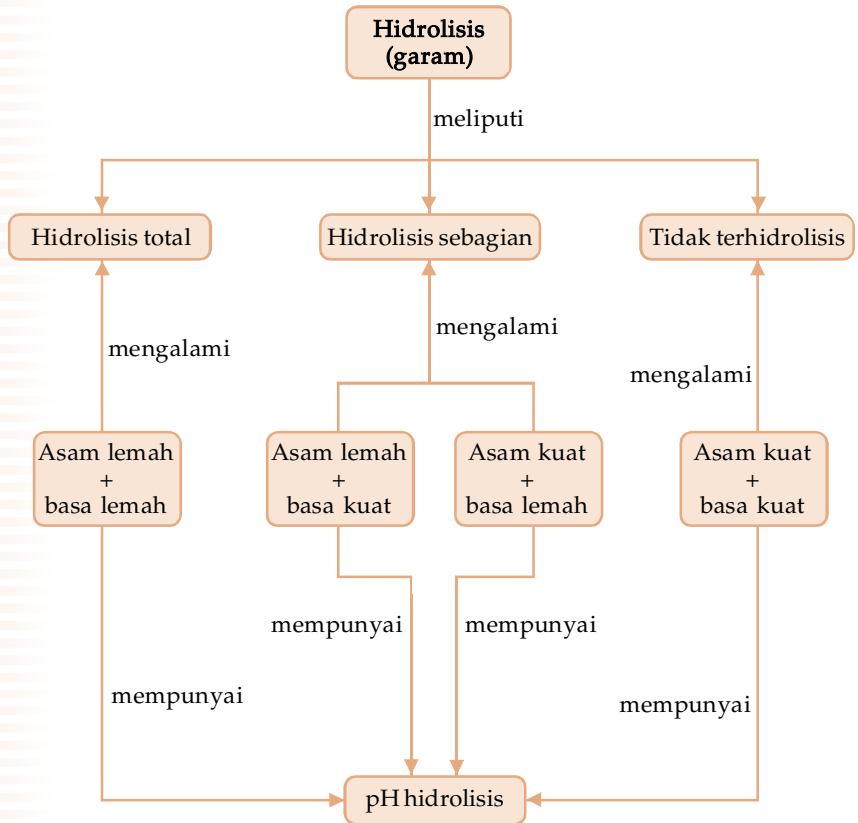 Hidrolisis
(garam)
meliputi
Hidrolisis total
Hidrolisis sebagian
Tidak terhidrolisis
mengalami
mengalami
mengalami
Asam lemah
+
basa lemah
Asam lemah
+
basa kuat
Asam kuat
+
basa lemah
Asam kuat
+
basa kuat
mempunyai
mempunyai
mempunyai
mempunyai
pH hidrolisis